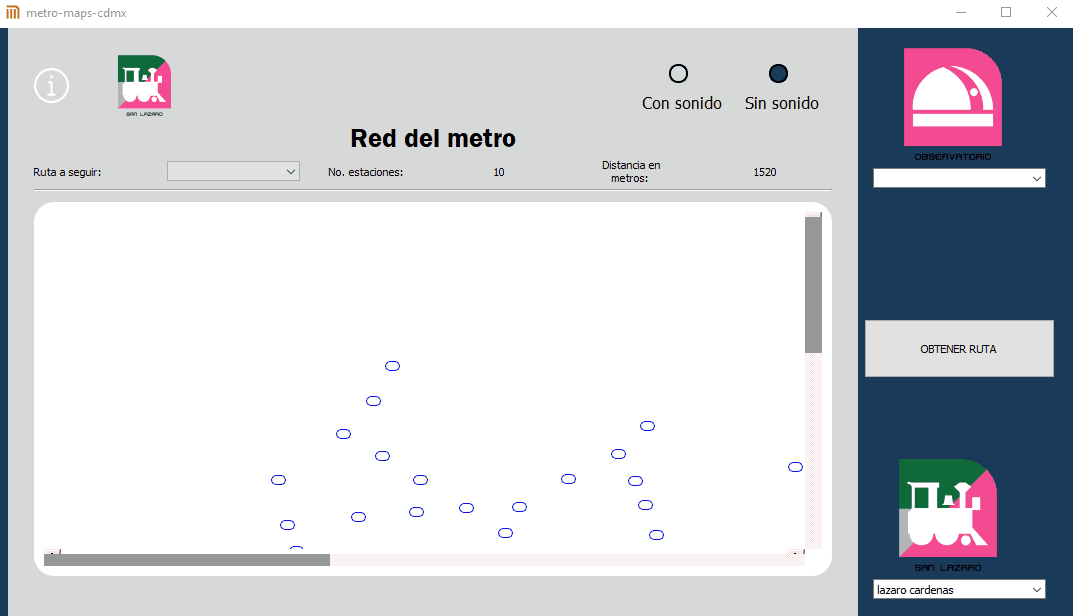 metro-maps-cdmx
i
SAN LAZARO
Con sonido
Sin sonido
Red del metro
Ruta a seguir:
No. estaciones:
10
Distancia en
metros:
1520
OBSERVATORIO
OBTENER RUTA
SAN LAZARO
lazaro cardenas